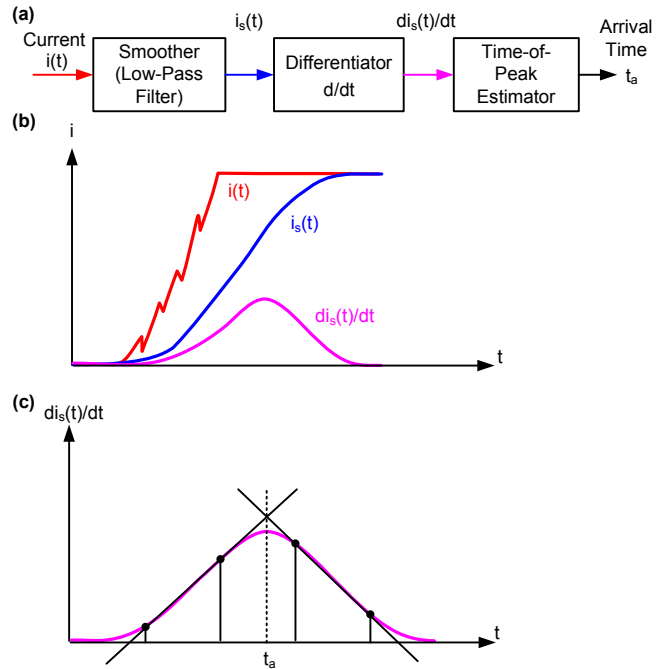 (a)
Current
i(t)
Smoother
(Low-Pass
Filter)
iₛ(t)
Differentiator
d/dt
diₛ(t)/dt
Time-of-
Peak
Estimator
Arrival
Time
tₐ
(b)
i
i(t)
iₛ(t)
diₛ(t)/dt
t
(c)
diₛ(t)/dt
t
tₐ